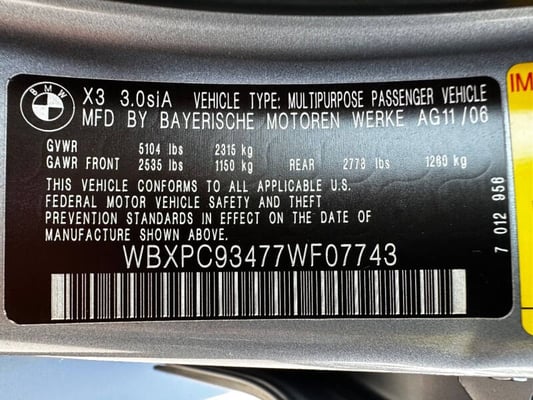 BMW
X3 3.0siA VEHICLE TYPE: MULTIPURPOSE PASSENGER VEHICLE
MFD BY BAYERISCHE MOTOREN WERKE AG11/06
GVWR 5104 lbs 2315 kg
GAWR FRONT 2535 lbs 1150 kg REAR 2778 lbs 1260 kg
THIS VEHICLE CONFORMS TO ALL APPLICABLE U.S.
FEDERAL MOTOR VEHICLE SAFETY AND THEFT
PREVENTION STANDARDS IN EFFECT ON THE DATE OF
MANUFACTURE SHOWN ABOVE.
WBXPC93477WF07743
7 012 956